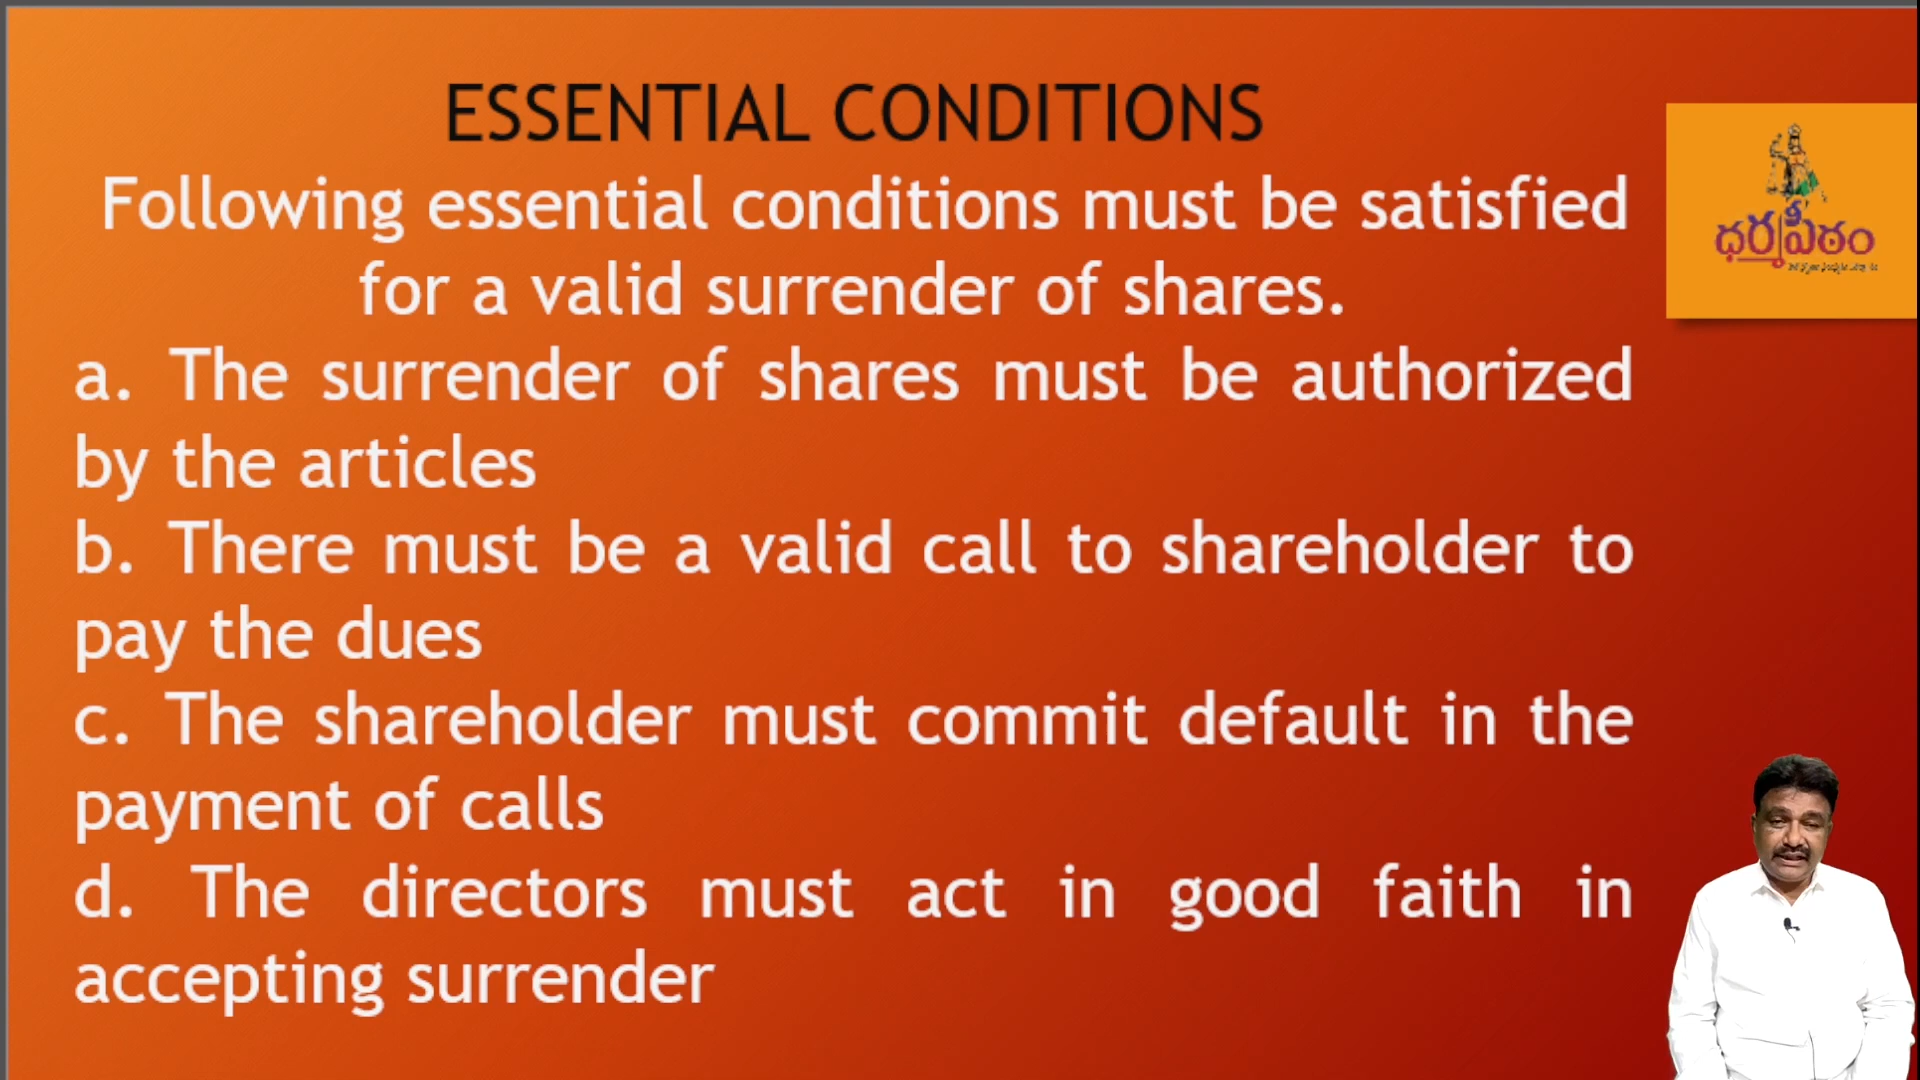 ESSENTIAL CONDITIONS
Following essential conditions must be satisfied
for a valid surrender of shares.
a. The surrender of shares must be authorized
by the articles
b. There must be a valid call to shareholder to
pay the dues
c. The shareholder must commit default in the
payment of calls
d. The directors must act in good faith in
accepting surrender
ధర్మపీఠం